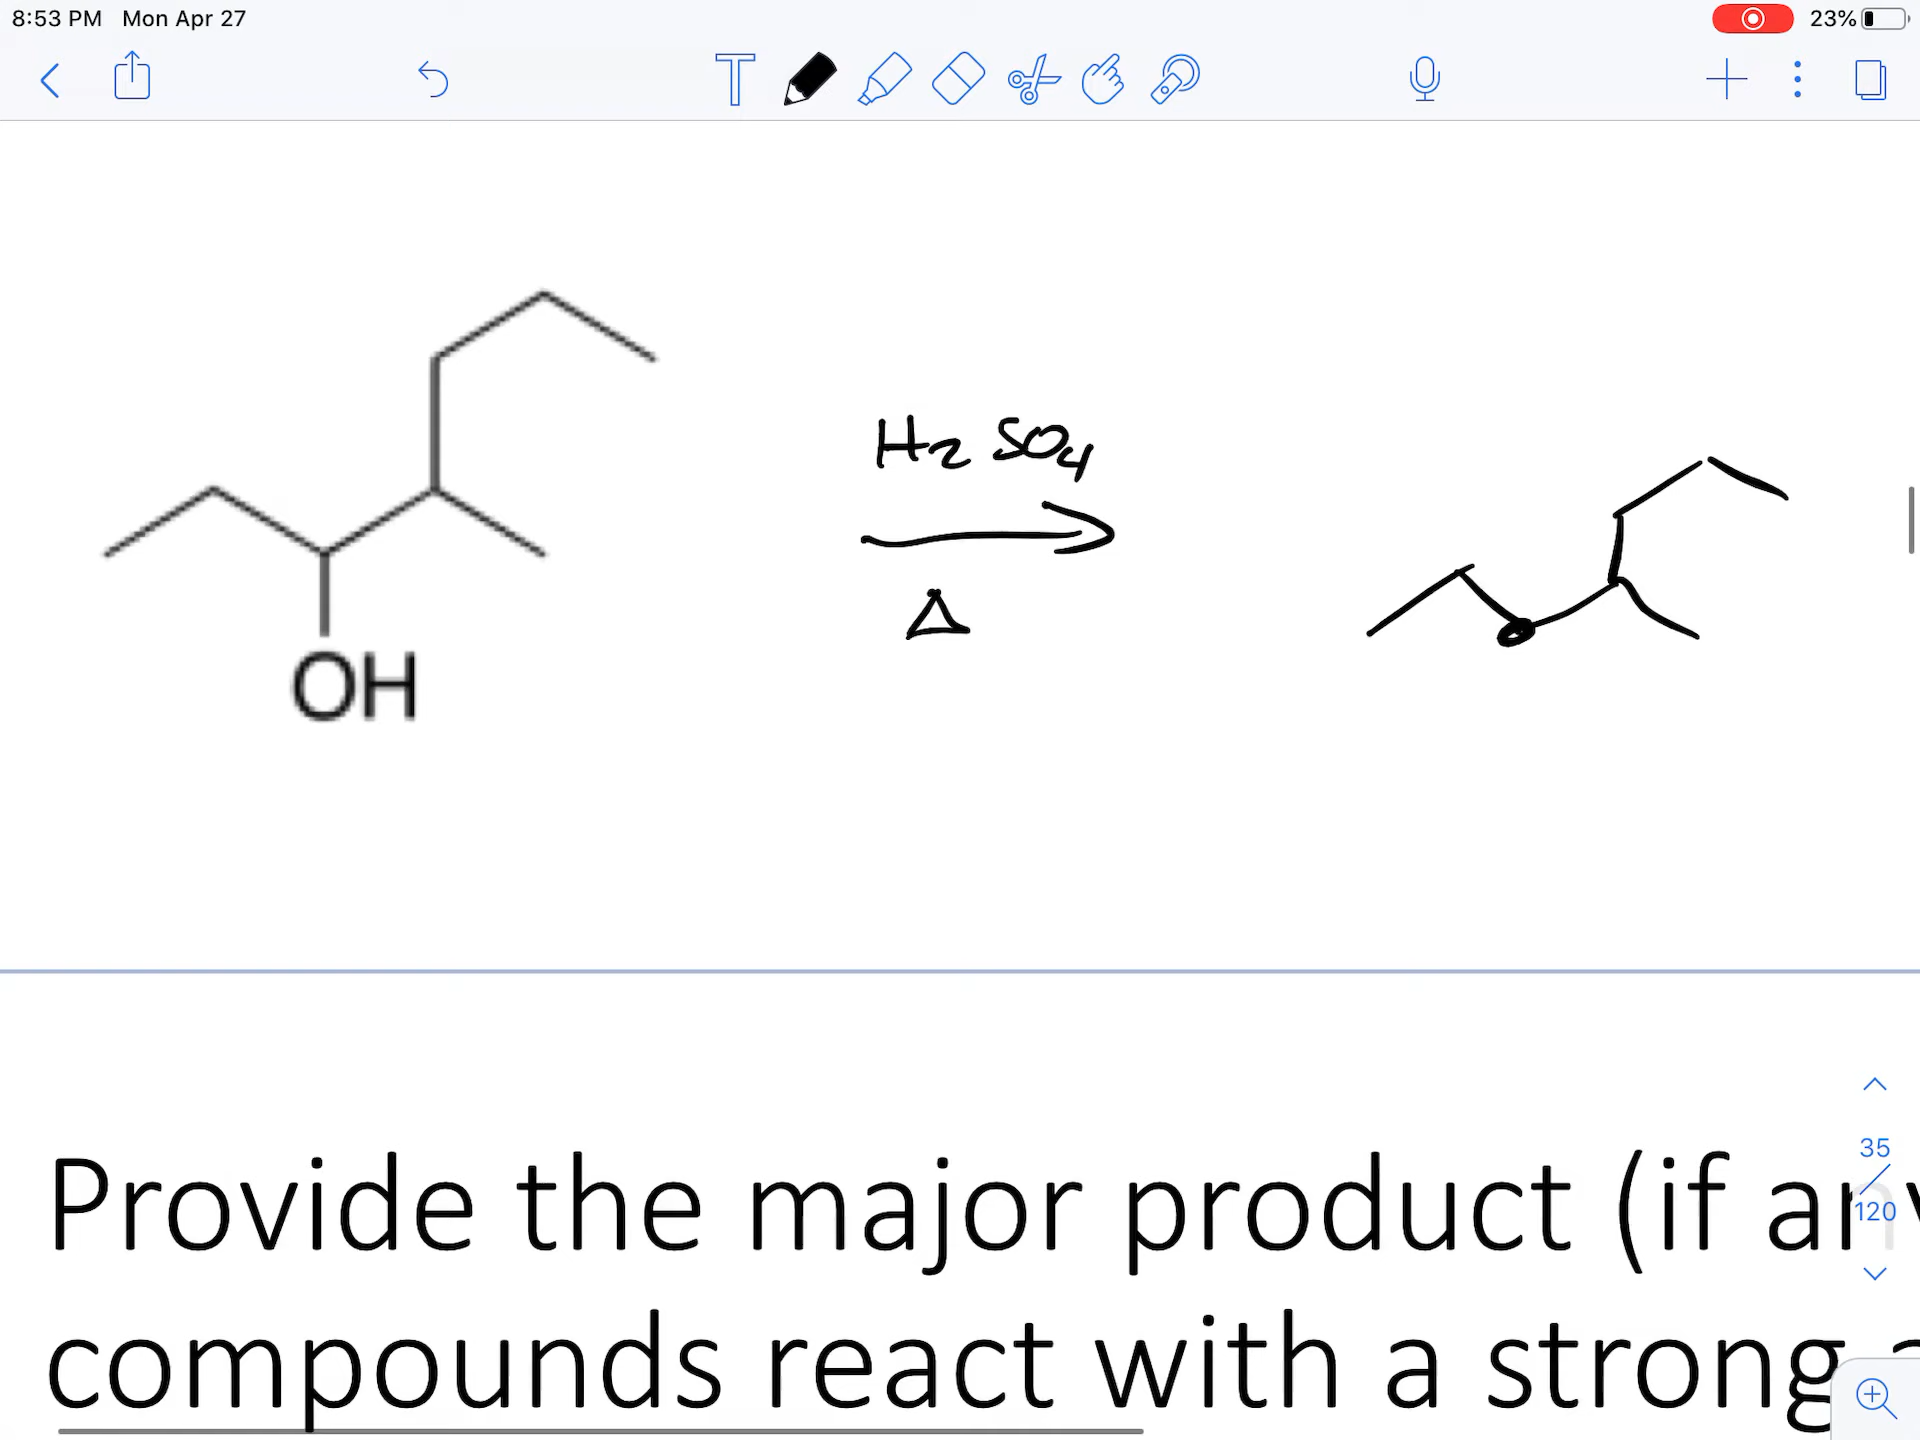 8:53 PM Mon Apr 27
23%
T
H2 SO4
Δ
OH
35
120
Provide the major product (if
compounds react with a strong